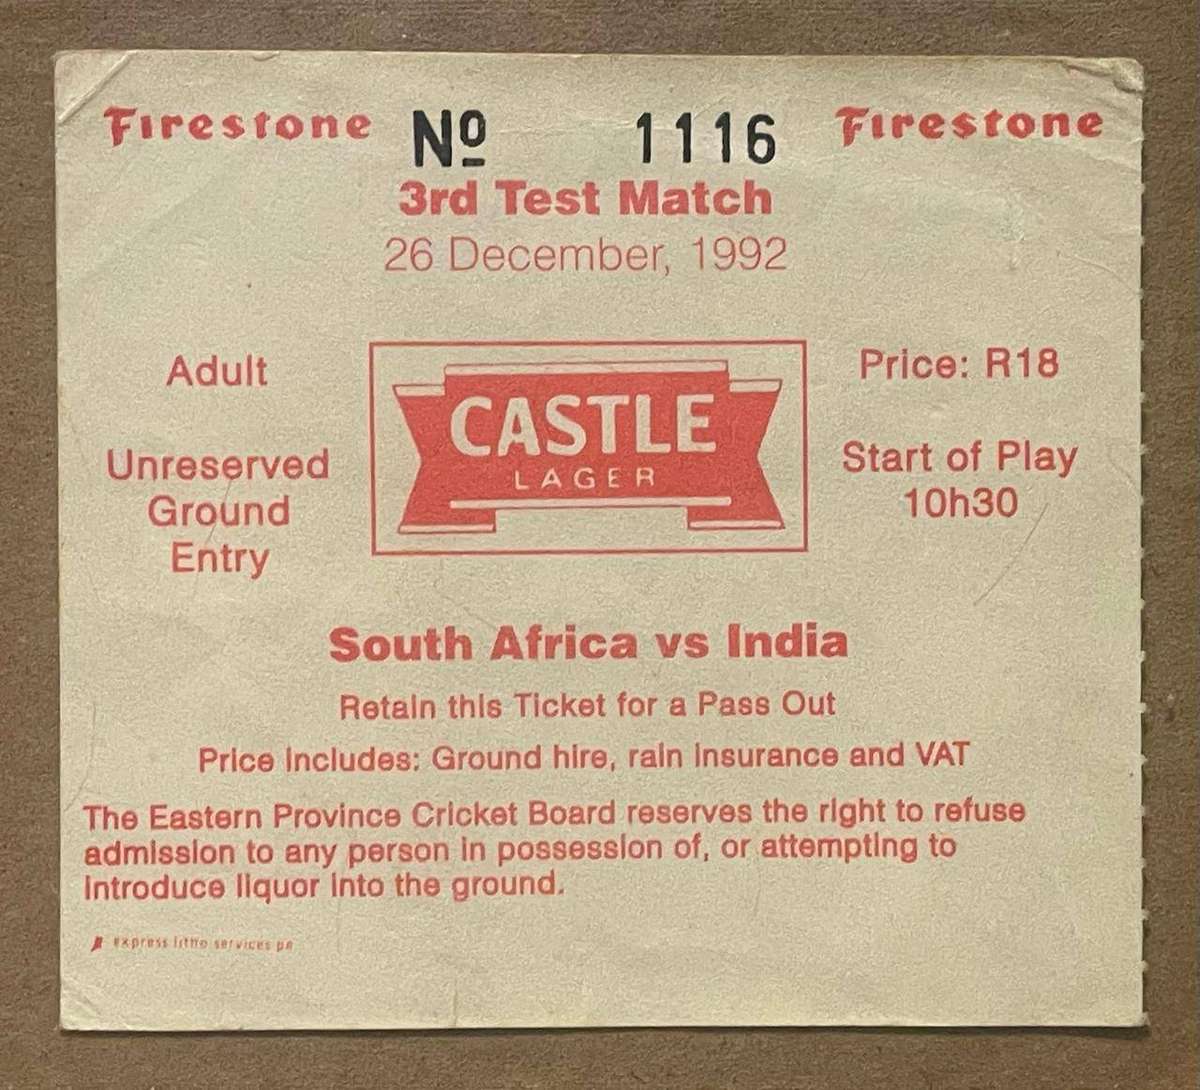 Firestone Nº 1116 Firestone
3rd Test Match
26 December, 1992
Adult
Unreserved
Ground
Entry
CASTLE
LAGER
Price: R18
Start of Play
10h30
South Africa vs India
Retain this Ticket for a Pass Out
Price Includes: Ground hire, rain insurance and VAT
The Eastern Province Cricket Board reserves the right to refuse
admission to any person in possession of, or attempting to
introduce liquor into the ground.
express litho services pe